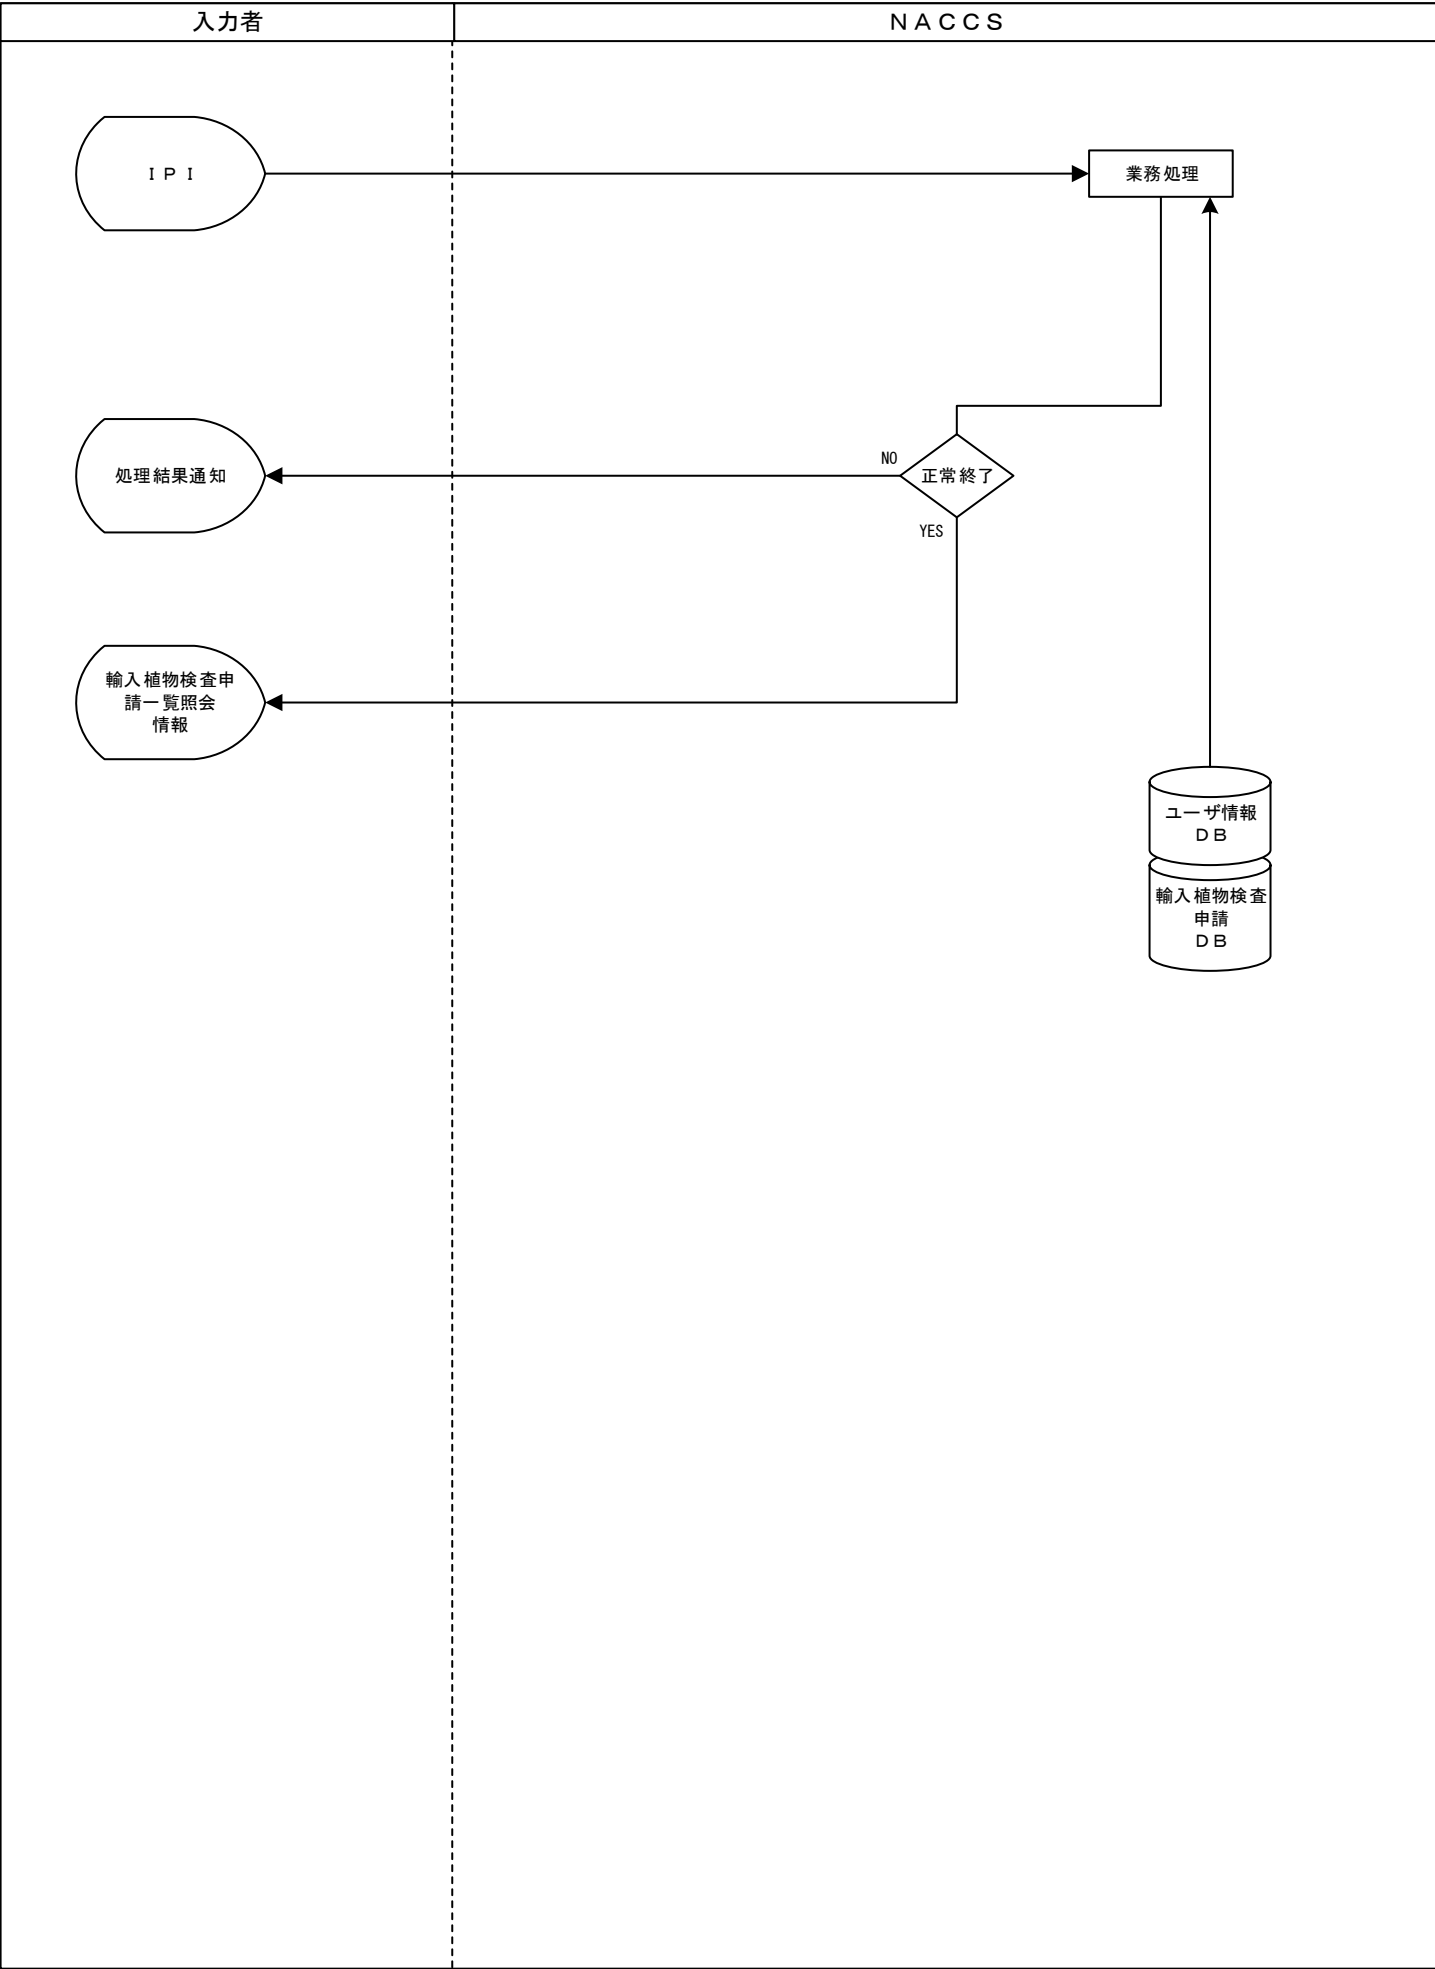 入力者
ＮＡＣＣＳ
ＩＰＩ
業務処理
処理結果通知
NO
正常終了
YES
輸入植物検査申
請一覧照会
情報
ユーザ情報
ＤＢ
輸入植物検査
申請
ＤＢ